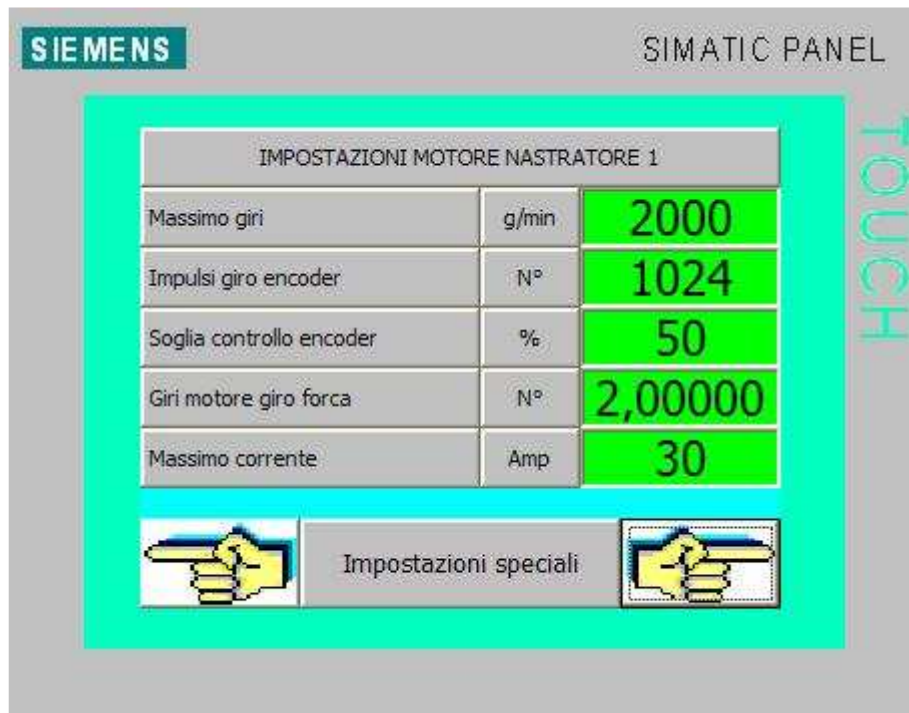 SIEMENS
SIMATIC PANEL
TOUCH
IMPOSTAZIONI MOTORE NASTRATORE 1
Massimo giri g/min 2000
Impulsi giro encoder N° 1024
Soglia controllo encoder % 50
Giri motore giro forca N° 2,00000
Massimo corrente Amp 30
Impostazioni speciali